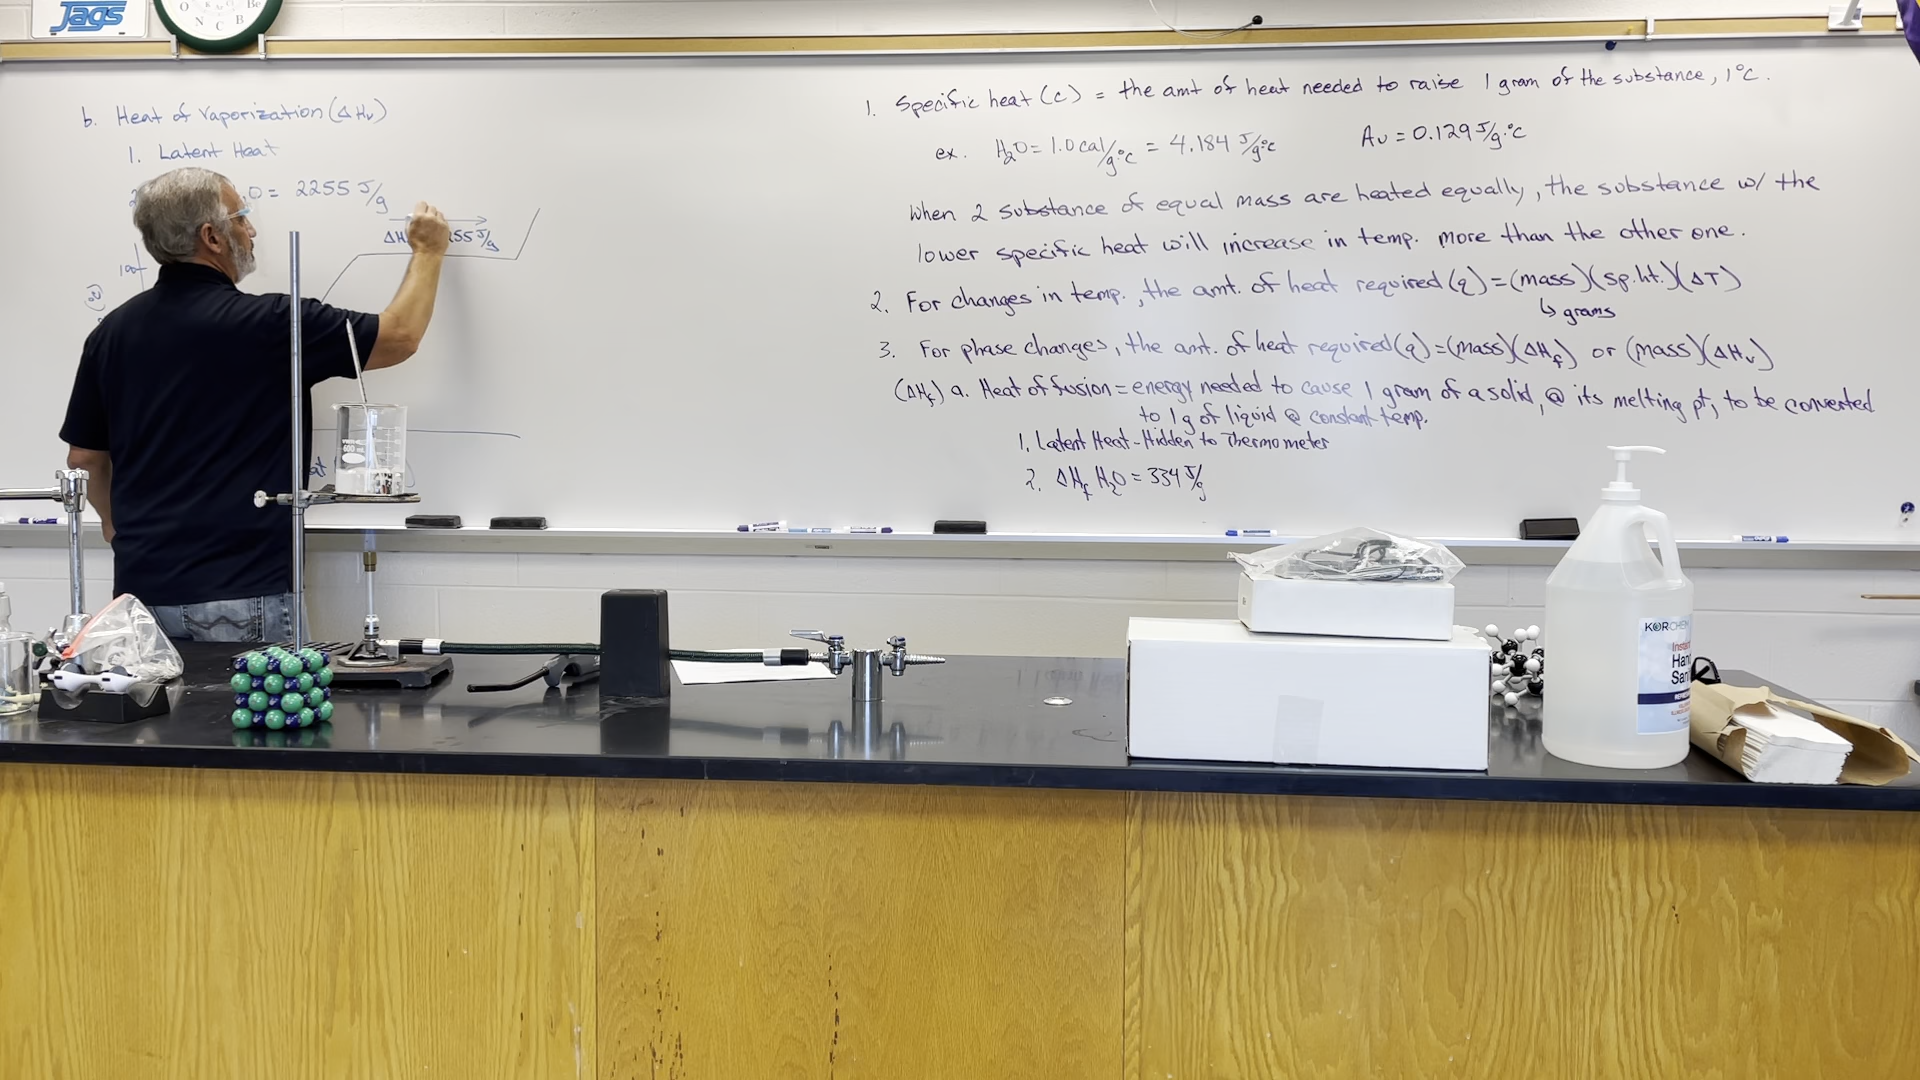 Jags
O N C B Be
b. Heat of Vaporization (ΔHv)
1. Latent Heat
O = 2255 J/g
55 J/g
100
(°C)
1. Specific heat (c) = the amt of heat needed to raise 1 gram of the substance, 1°C.
ex. H2O = 1.0 cal/g·°C = 4.184 J/g·°C Au = 0.129 J/g·°C
When 2 substance of equal mass are heated equally, the substance w/ the
lower specific heat will increase in temp. more than the other one.
2. For changes in temp., the amt. of heat required (q) = (mass)(sp.ht.)(ΔT)
↳ grams
3. For phase changes, the amt. of heat required (q) = (mass)(ΔHf) or (mass)(ΔHv)
(ΔHf) a. Heat of fusion = energy needed to cause 1 gram of a solid, @ its melting pt, to be converted
to 1 g of liquid @ constant temp.
1. Latent Heat - Hidden to Thermometer
2. ΔHf H2O = 334 J/g
600
KORCHEM
Instant
Hand
San